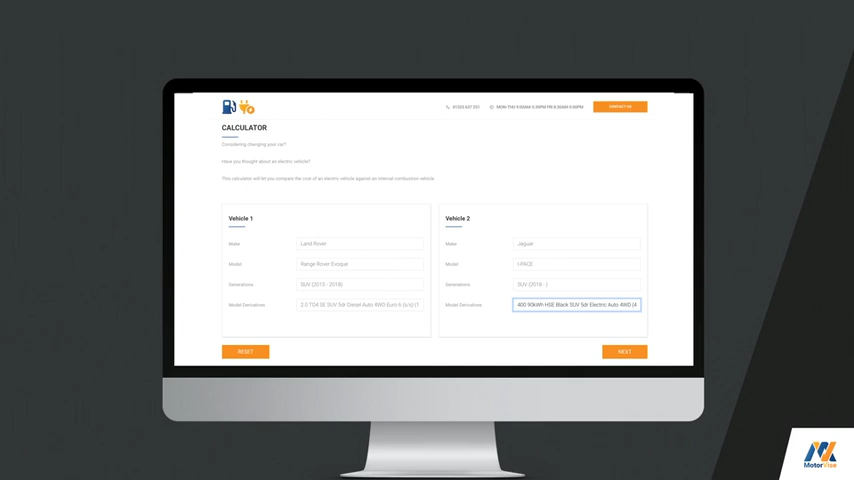 01233 637 251 MON THU 9:00AM-5:30PM FRI 8:30AM-5:00PM CONTACT US
CALCULATOR
Considering changing your car?
Have you thought about an electric vehicle?
This calculator will let you compare the cost of an electric vehicle against an internal combustion vehicle.
Vehicle 1
Make Land Rover
Model Range Rover Evoque
Generations SUV (2015 - 2018)
Model Derivatives 2.0 TD4 SE SUV 5dr Diesel Auto 4WD Euro 6 (s/s) (1
Vehicle 2
Make Jaguar
Model I-PACE
Generations SUV (2018 - )
Model Derivatives 400 90kWh HSE Black SUV 5dr Electric Auto 4WD (4
RESET
NEXT
MotorVise